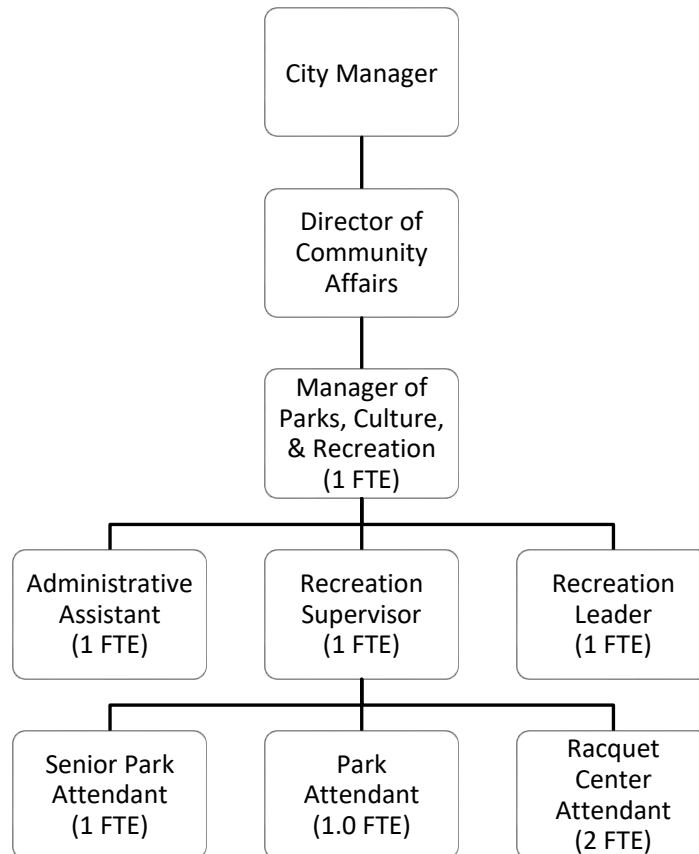 City Manager
Director of
Community
Affairs
Manager of
Parks, Culture,
& Recreation
(1 FTE)
Administrative
Assistant
(1 FTE)
Recreation
Supervisor
(1 FTE)
Recreation
Leader
(1 FTE)
Senior Park
Attendant
(1 FTE)
Park
Attendant
(1.0 FTE)
Racquet
Center
Attendant
(2 FTE)